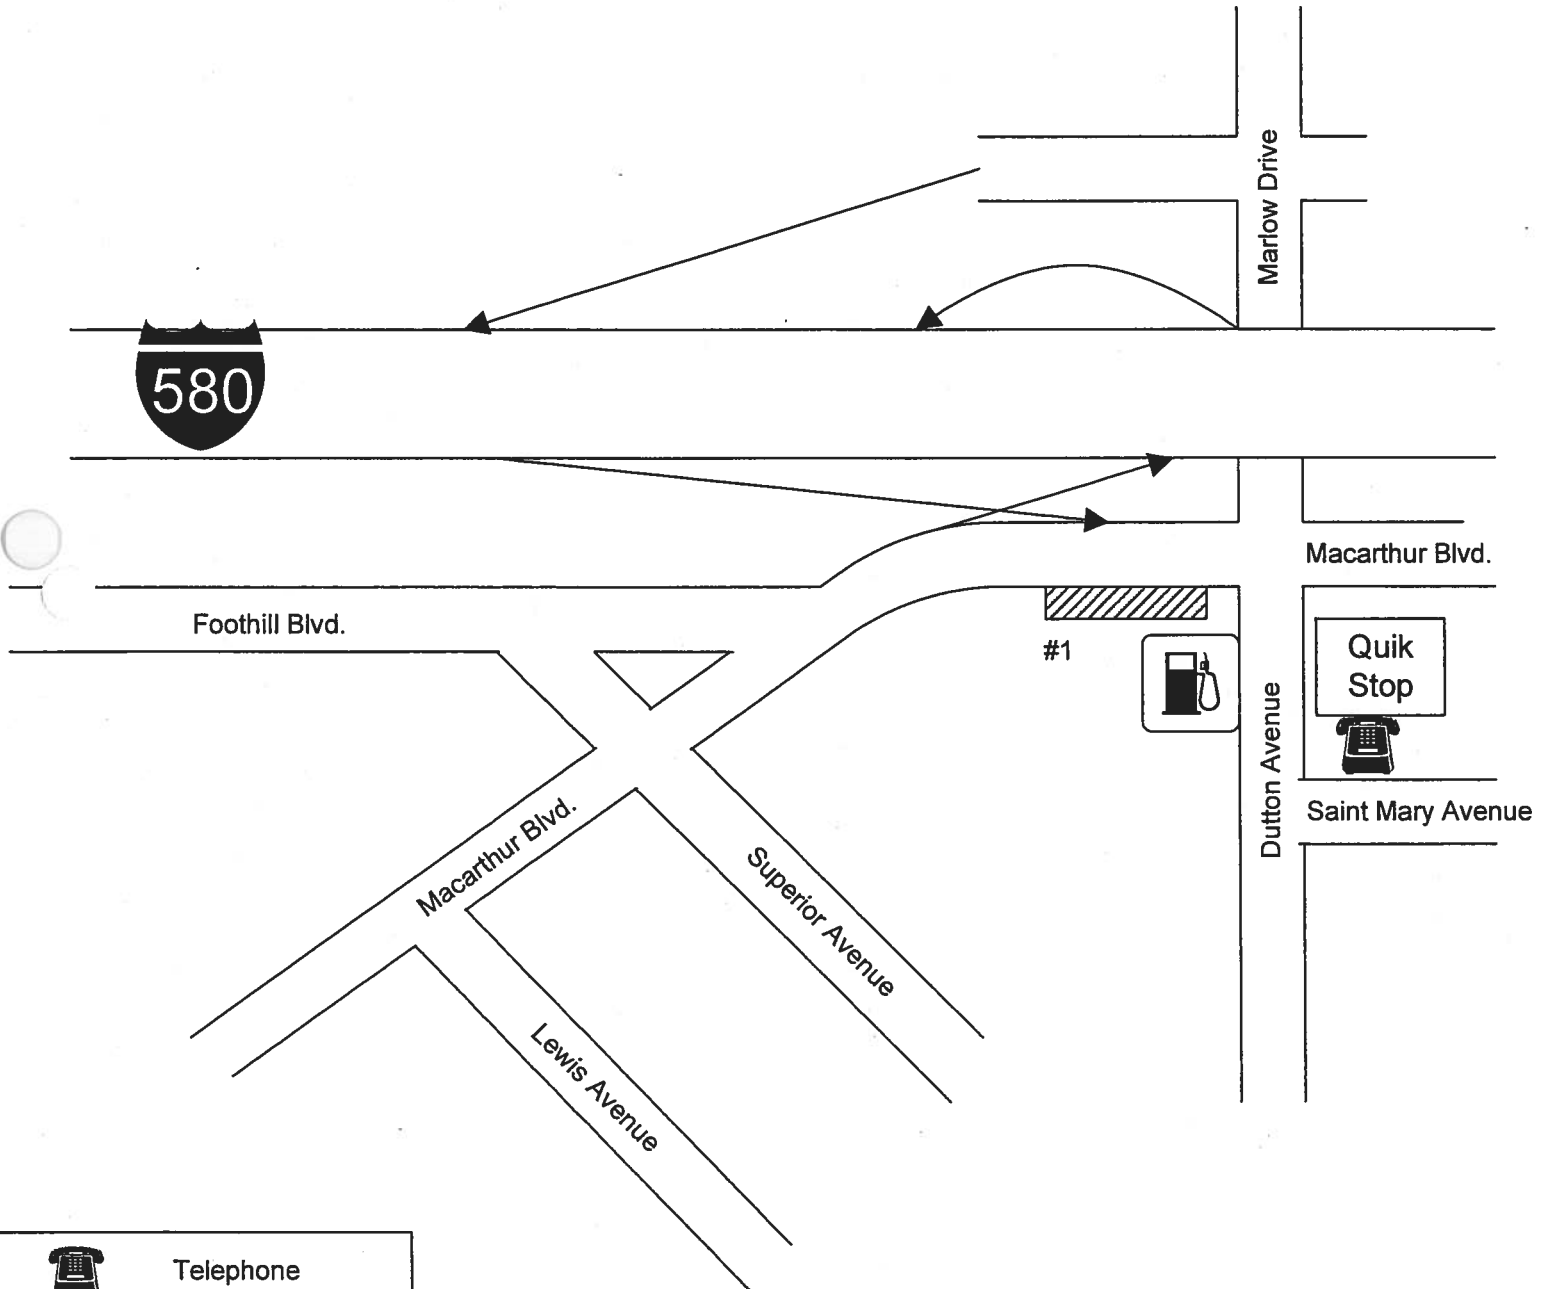 Marlow Drive
580
Macarthur Blvd.
Foothill Blvd.
#1
Quik
Stop
Dutton Avenue
Saint Mary Avenue
Macarthur Blvd.
Superior Avenue
Lewis Avenue
Telephone